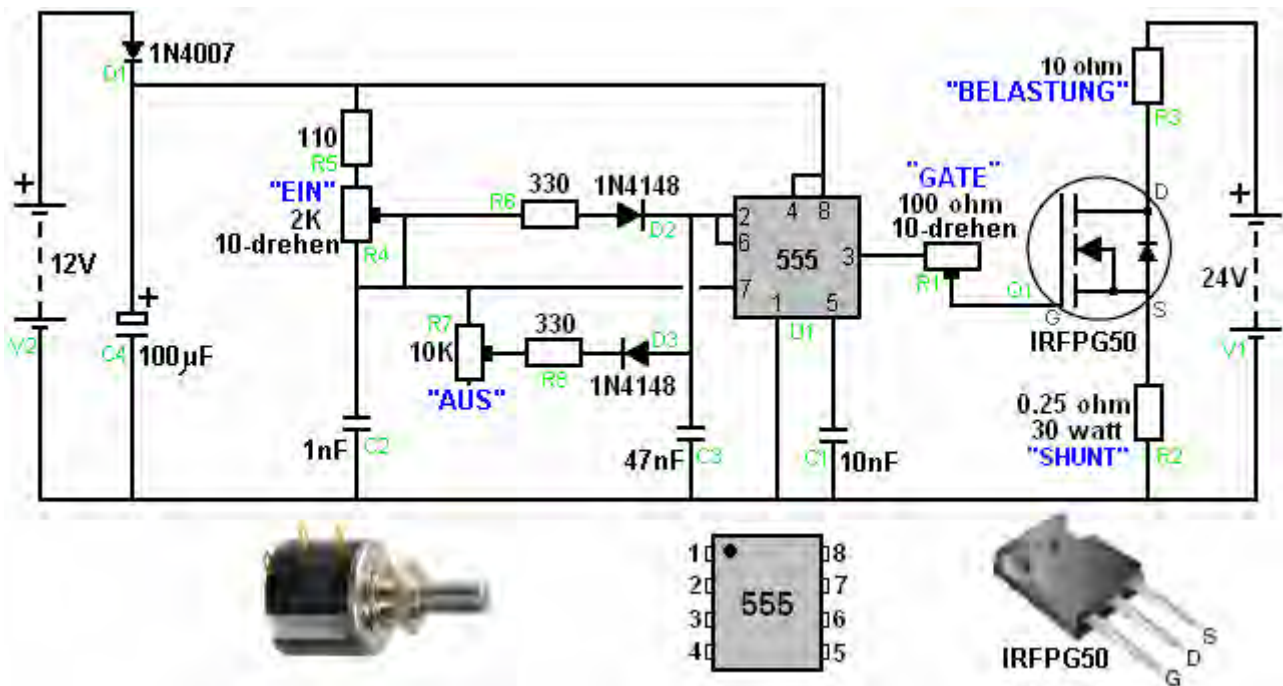 1N4007
D1
10 ohm
"BELASTUNG"
R3
110
R5
"EIN"
2K
10-drehen
R4
330
R6
1N4148
D2
"GATE"
100 ohm
10-drehen
R1
2
4
8
6
555
3
7
1
5
U1
D
Q1
G
S
IRFPG50
+
12V
V2
+
C4
100µF
+
24V
V1
R7
10K
"AUS"
330
R8
D3
1N4148
0.25 ohm
30 watt
"SHUNT"
R2
1nF
C2
47nF
C3
C1
10nF
1
2
3
4
555
8
7
6
5
IRFPG50
S
D
G